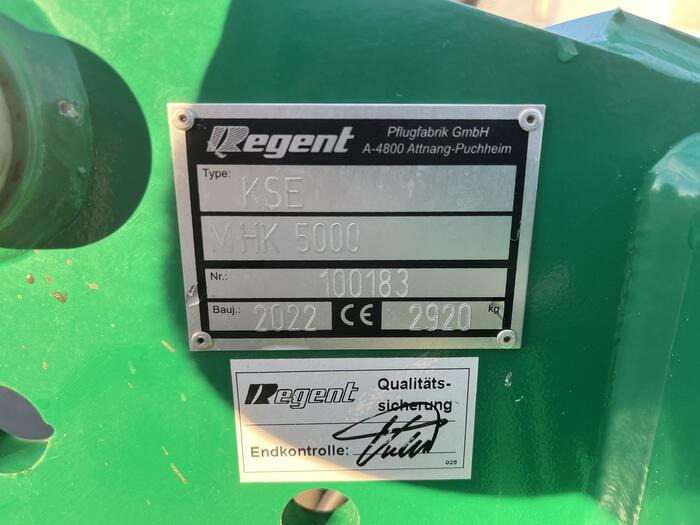 Regent Pflugfabrik GmbH
A-4800 Attnang-Puchheim
Type: KSE
MHK 5000
Nr.: 100183
Bauj.: 2022 CE 2920 kg
Regent Qualitäts-
sicherung
Endkontrolle:
025